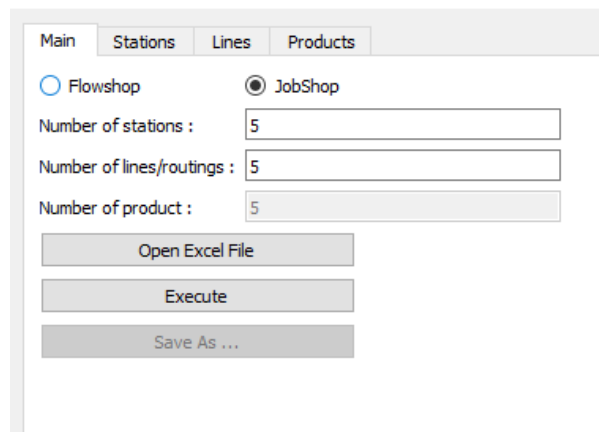 Main Stations Lines Products
Flowshop JobShop
Number of stations : 5
Number of lines/routings : 5
Number of product : 5
Open Excel File
Execute
Save As ...